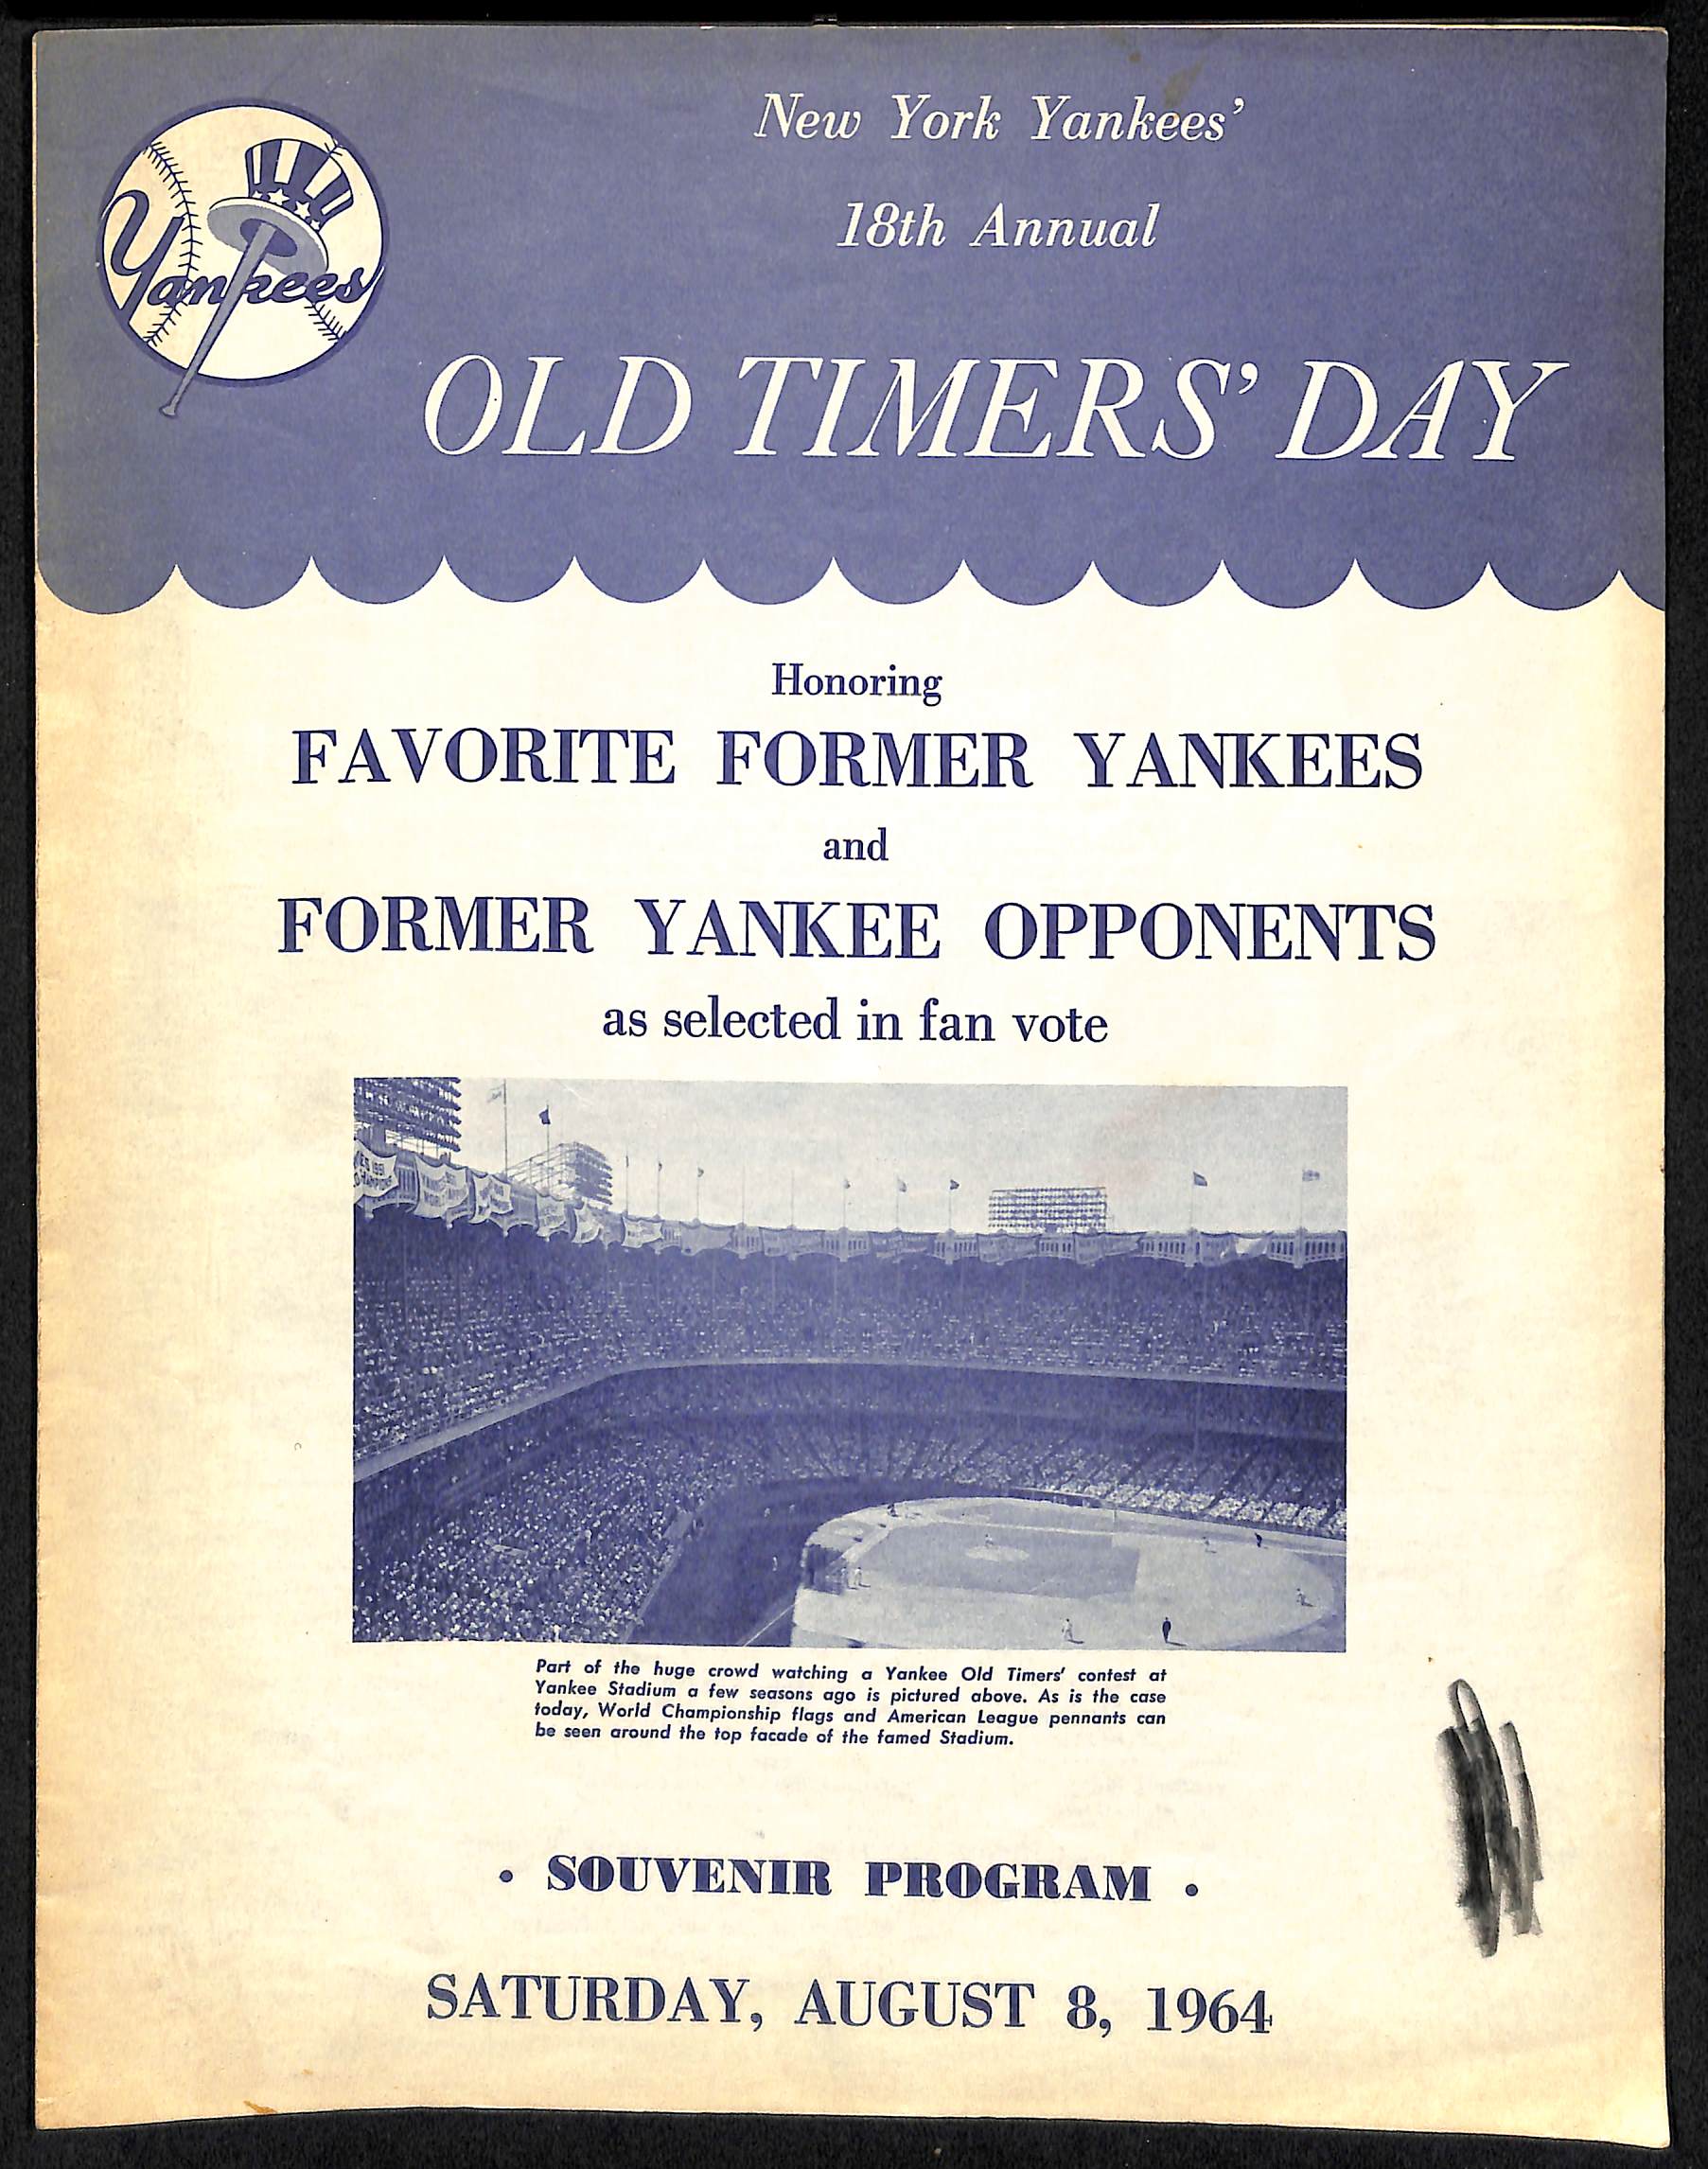 Yankees
New York Yankees'
18th Annual
OLD TIMERS' DAY
Honoring
FAVORITE FORMER YANKEES
and
FORMER YANKEE OPPONENTS
as selected in fan vote
1951
Part of the huge crowd watching a Yankee Old Timers' contest at
Yankee Stadium a few seasons ago is pictured above. As is the case
today, World Championship flags and American League pennants can
be seen around the top facade of the famed Stadium.
• SOUVENIR PROGRAM •
SATURDAY, AUGUST 8, 1964